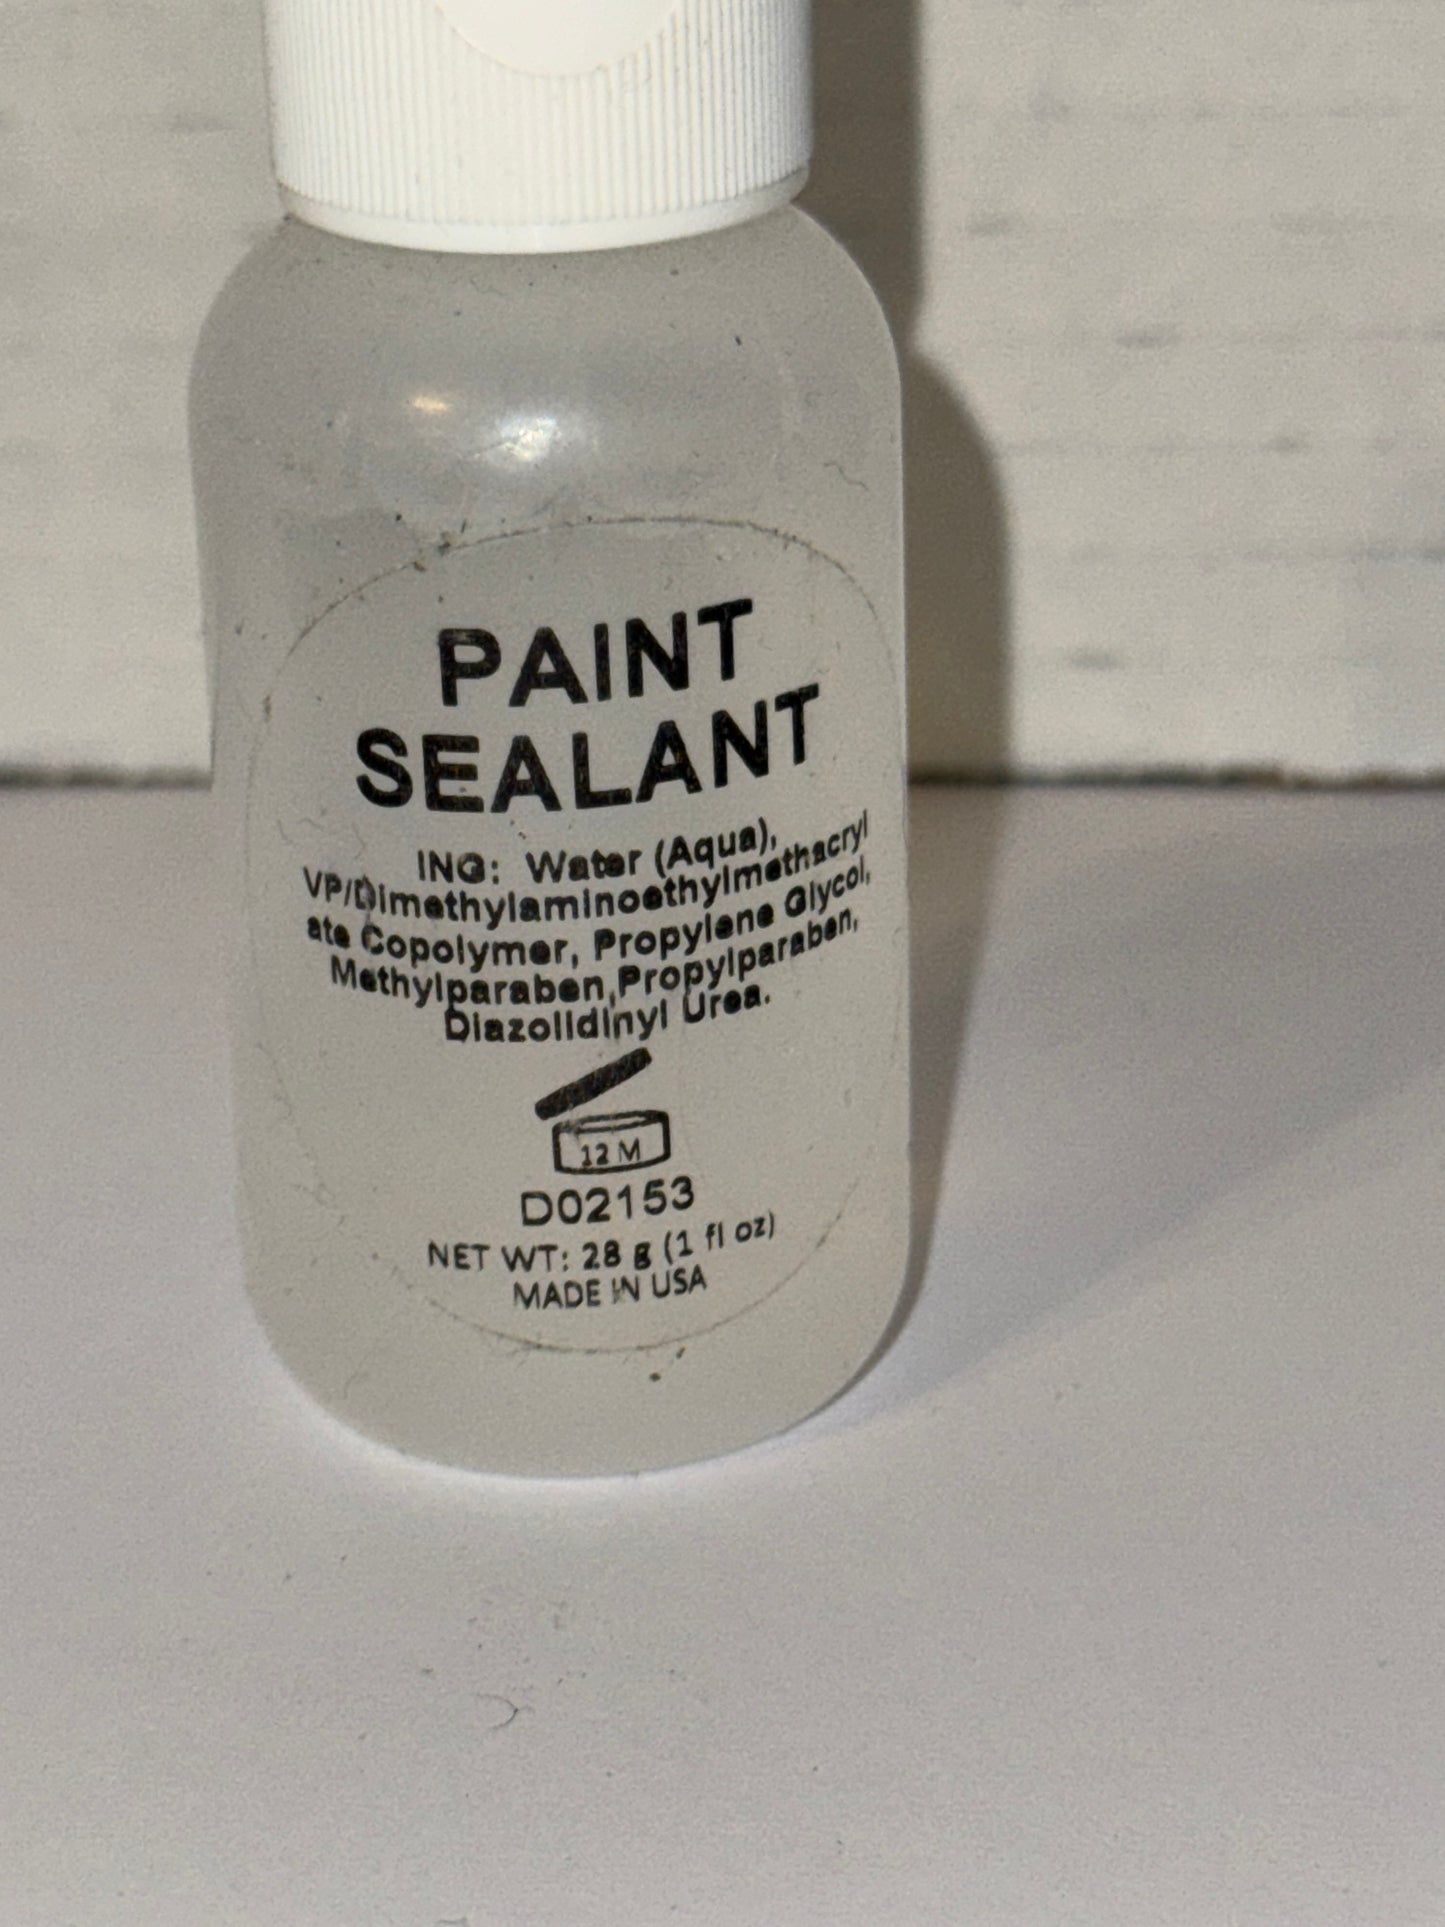 PAINT
SEALANT
ING: Water (Aqua),
VP/Dimethylaminoethylmethacryl
ate Copolymer, Propylene Glycol,
Methylparaben,Propylparaben,
Diazolidinyl Urea.
12 M
D02153
NET WT: 28 g (1 fl oz)
MADE IN USA